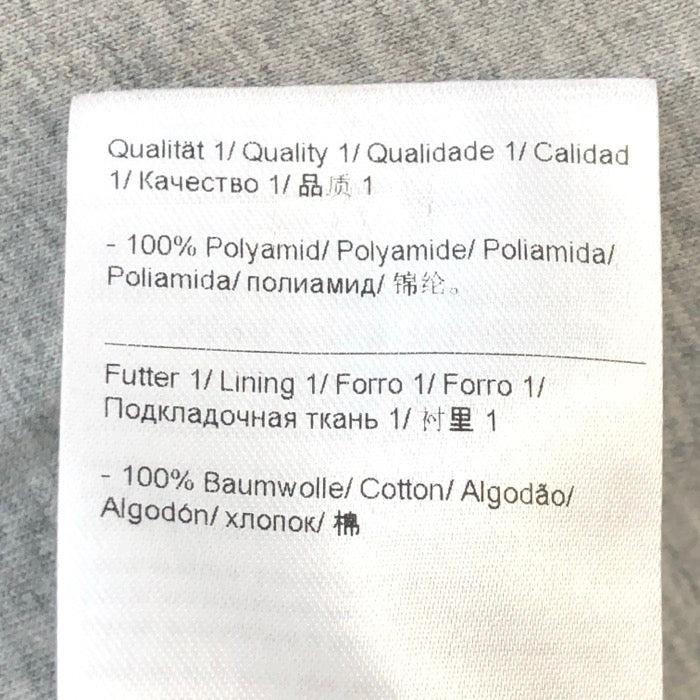 Qualität 1/ Quality 1/ Qualidade 1/ Calidad
1/ Качество 1/ 品质 1
- 100% Polyamid/ Polyamide/ Poliamida/
Poliamida/ полиамид/ 锦纶。
Futter 1/ Lining 1/ Forro 1/ Forro 1/
Подкладочная ткань 1/ 衬里 1
- 100% Baumwolle/ Cotton/ Algodão/
Algodón/ хлопок/ 棉